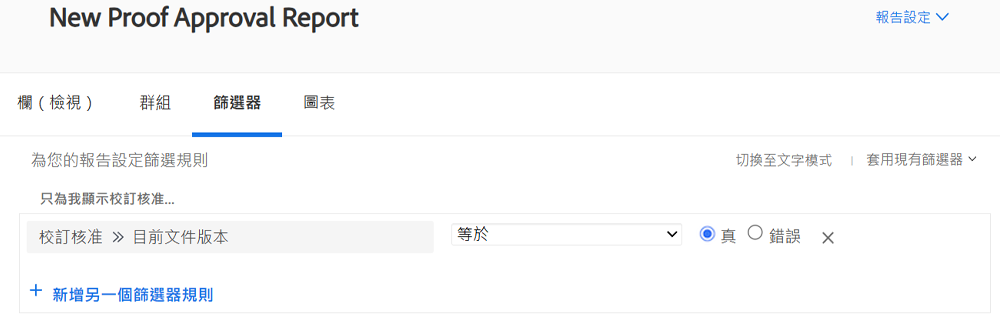 New Proof Approval Report
報告設定
欄（檢視） 群組 篩選器 圖表
為您的報告設定篩選規則 切換至文字模式 | 套用現有篩選器
只為我顯示校訂核准...
校訂核准 » 目前文件版本 等於 真 錯誤 ×
+ 新增另一個篩選器規則